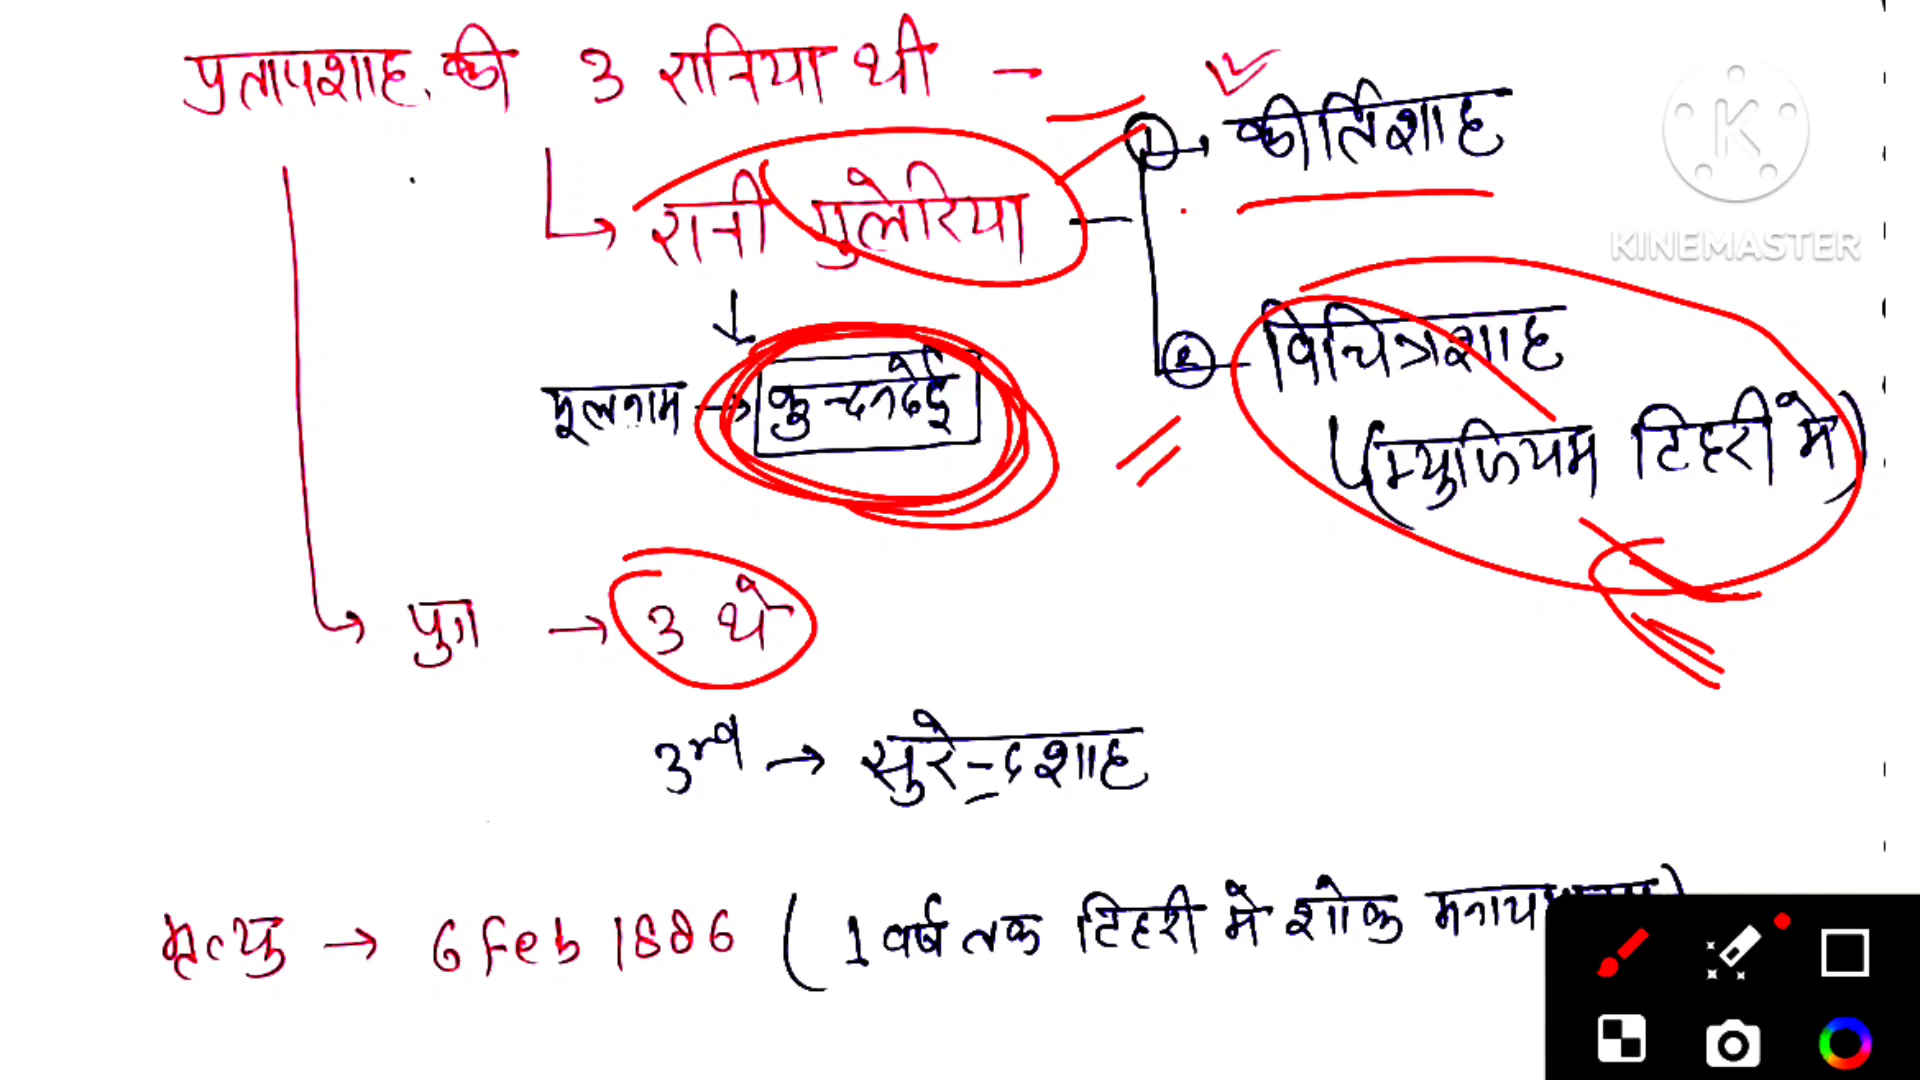 प्रतापशाह की 3 रानिया थी -
रानी गुलेरिया
1 → कीर्तिशाह
2 विचित्रशाह
(म्युजियम टिहरी मे)
मूलनाम → कुन्दनदेई
पुत्र → 3 थे
3rd → सुरेन्द्रशाह
मृत्यु → 6 Feb 1886 (1 वर्ष तक टिहरी मे शोक
KINEMASTER